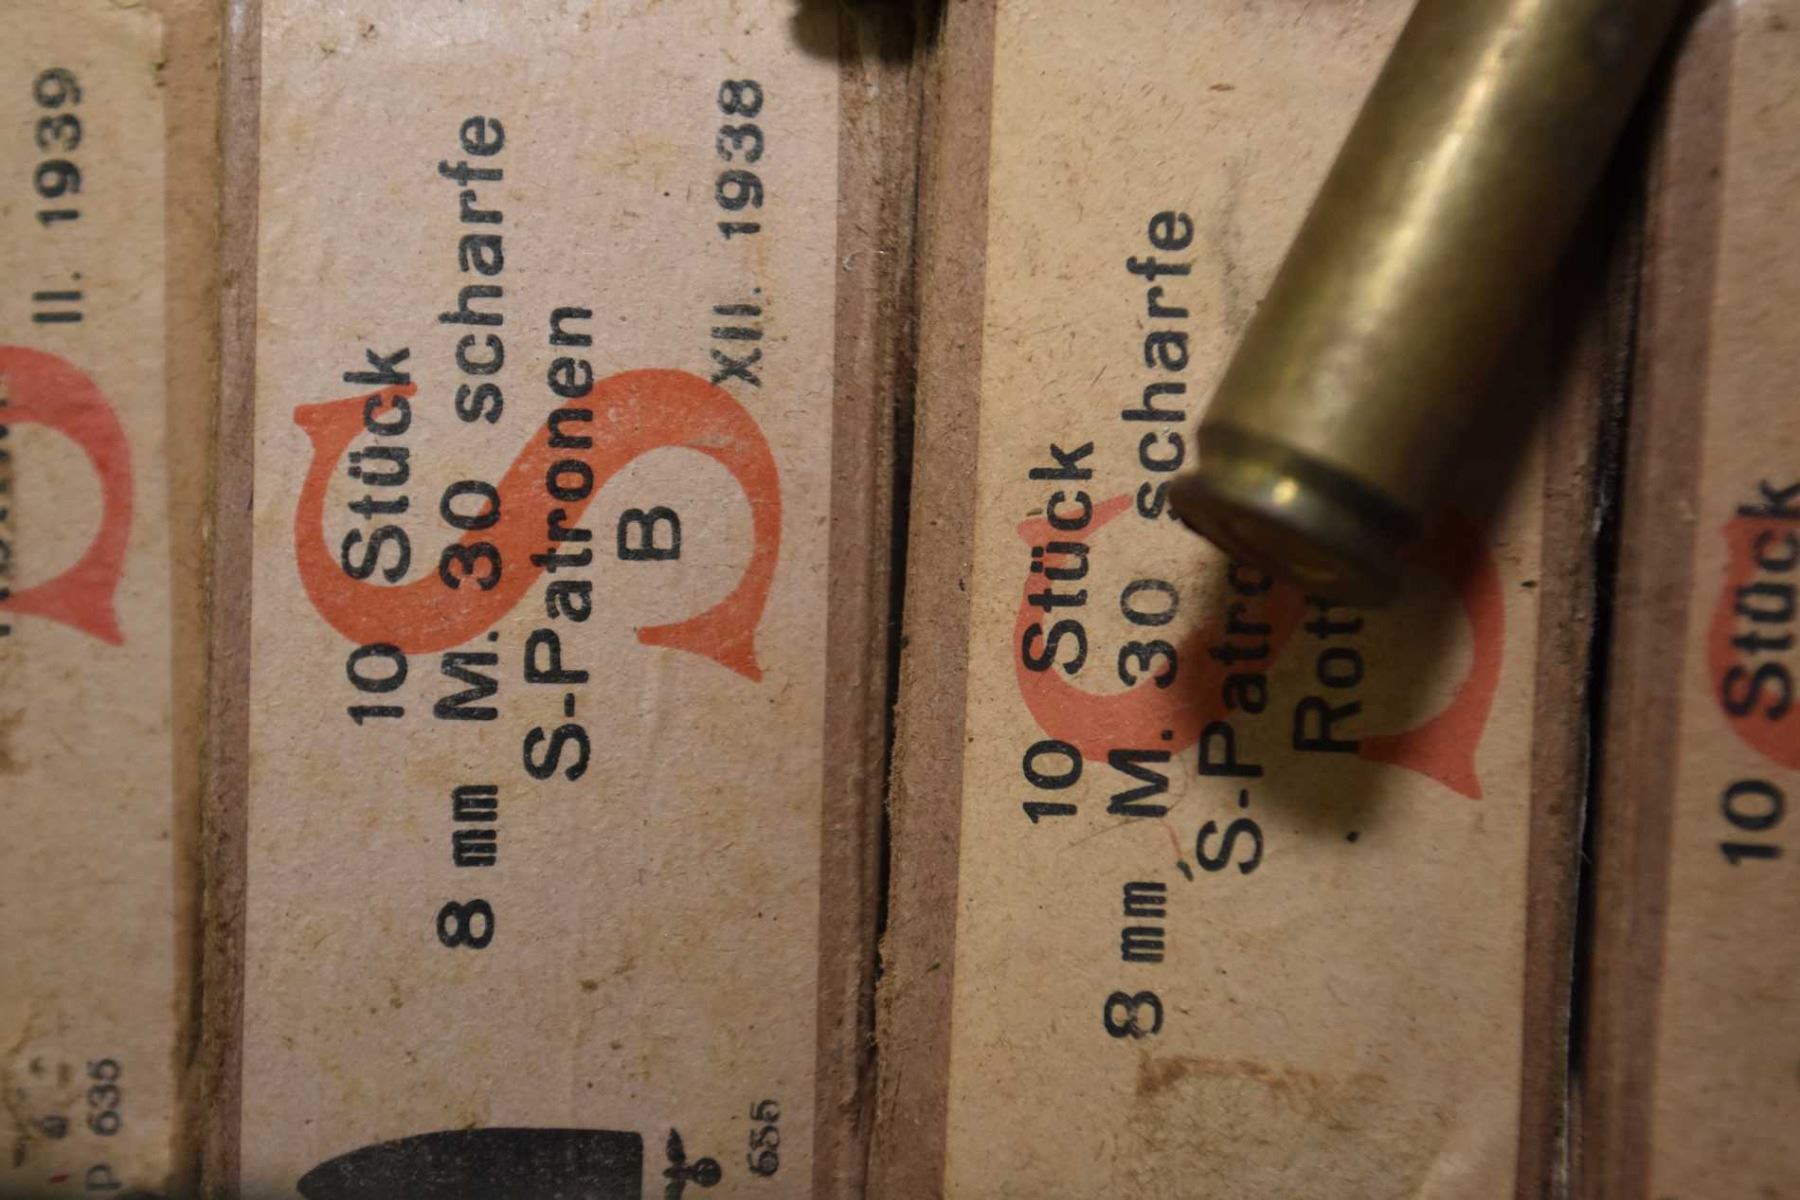 II. 1939
P 635
S
10 Stück
8 mm M. 30 scharfe
S-Patronen
B
XII. 1938
655
S
10 Stück
8 mm M. 30 scharfe
10 Stück